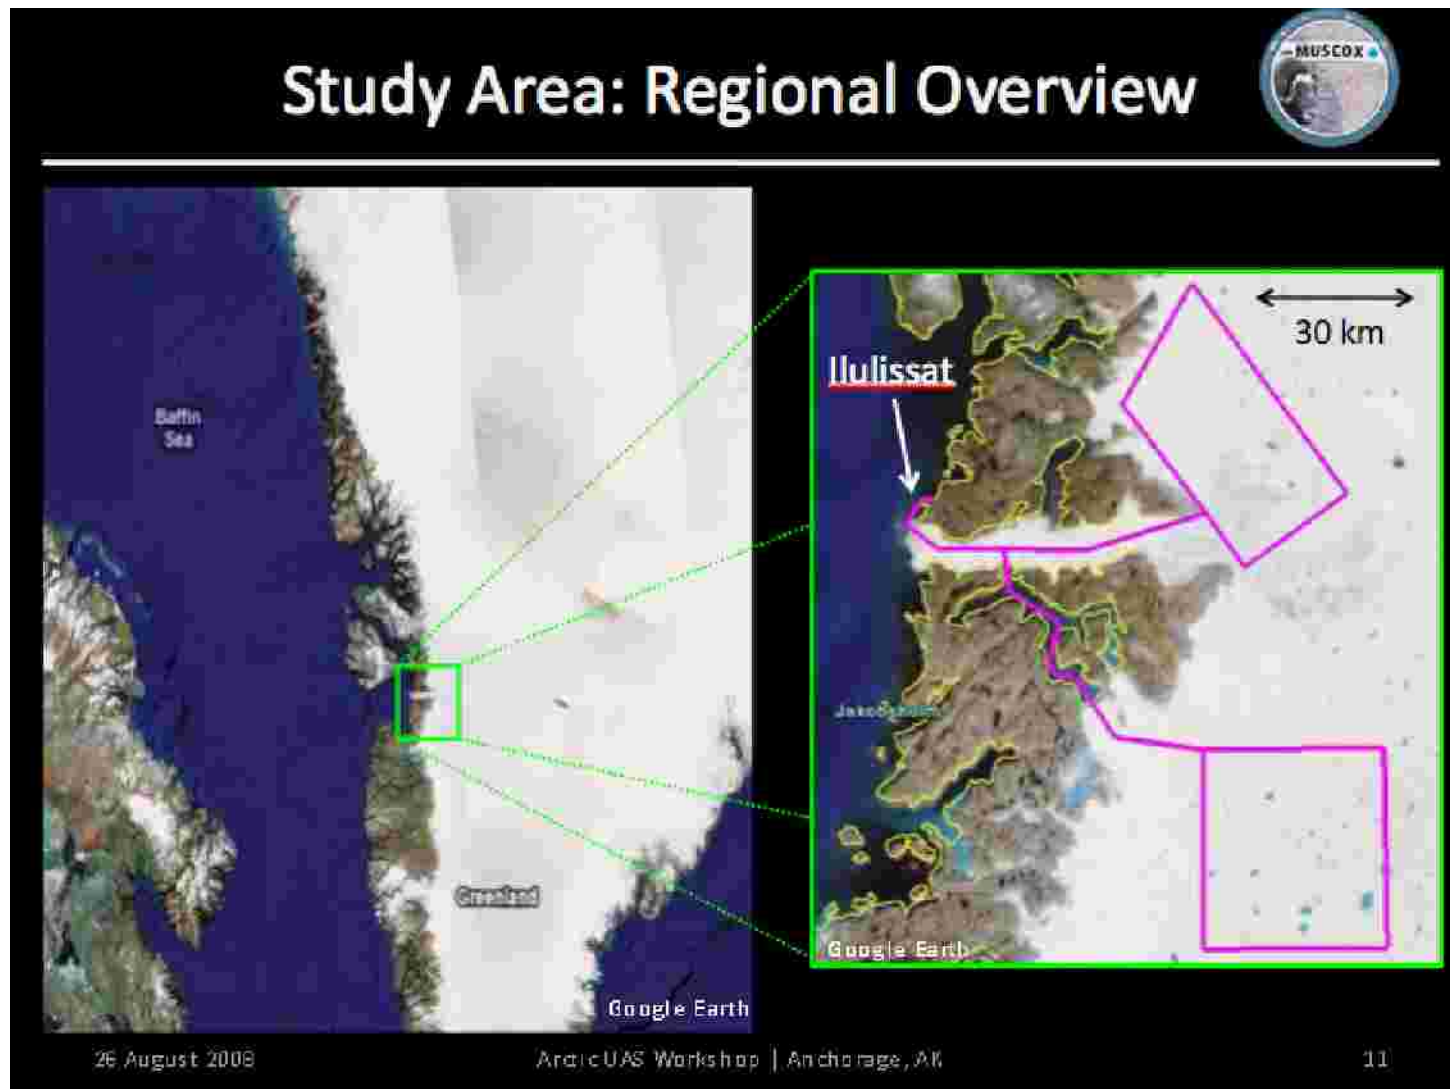 Study Area: Regional Overview
MUSCOX
Baffin
Sea
Greenland
Google Earth
30 km
Ilulissat
Google Earth
26 August 2008
Arctic UAS Workshop | Anchorage, AK
11